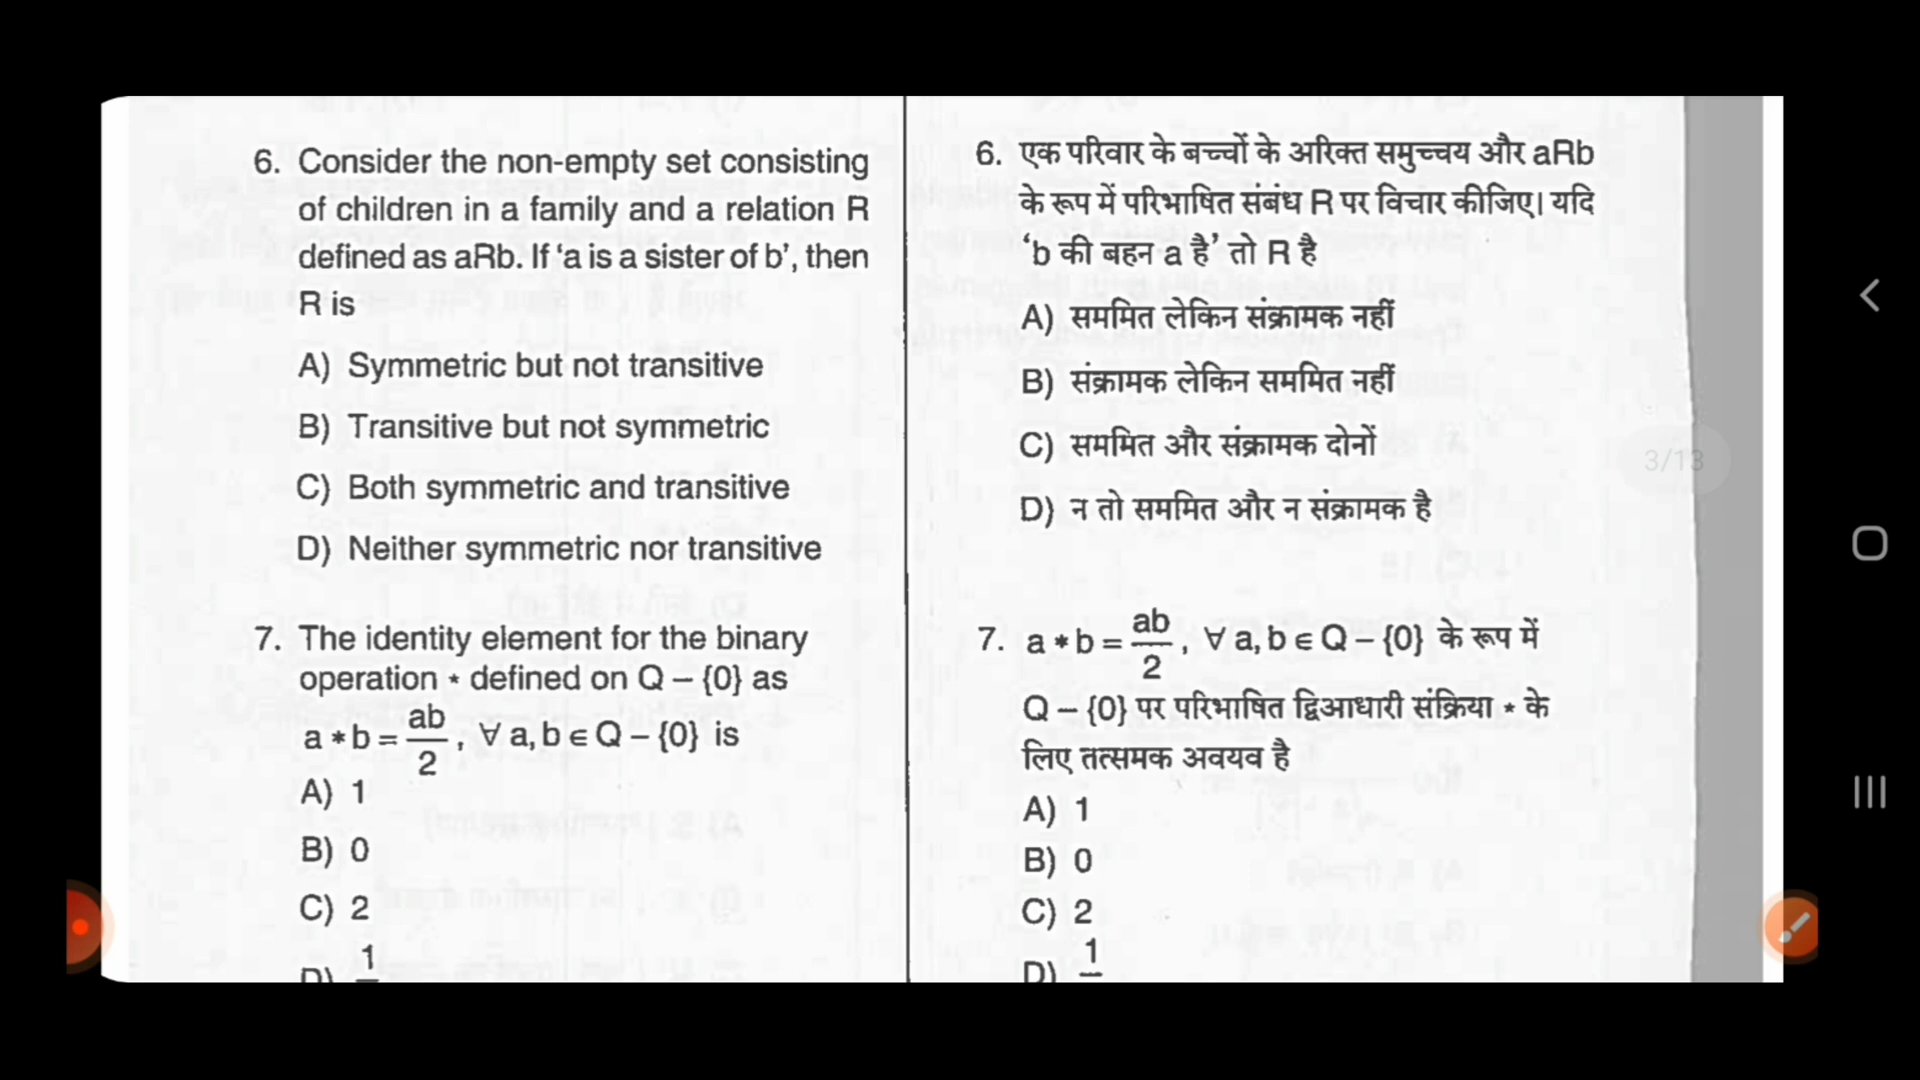 6. Consider the non-empty set consisting
of children in a family and a relation R
defined as aRb. If 'a is a sister of b', then
R is
A) Symmetric but not transitive
B) Transitive but not symmetric
C) Both symmetric and transitive
D) Neither symmetric nor transitive
7. The identity element for the binary
operation * defined on Q – {0} as
a * b = ab/2, ∀ a, b ∈ Q – {0} is
A) 1
B) 0
C) 2
D) 1
6. एक परिवार के बच्चों के अरिक्त समुच्चय और aRb
के रूप में परिभाषित संबंध R पर विचार कीजिए। यदि
'b की बहन a है' तो R है
A) सममित लेकिन संक्रामक नहीं
B) संक्रामक लेकिन सममित नहीं
C) सममित और संक्रामक दोनों
D) न तो सममित और न संक्रामक है
7. a * b = ab/2, ∀ a, b ∈ Q – {0} के रूप में
Q – {0} पर परिभाषित द्विआधारी संक्रिया * के
लिए तत्समक अवयव है
A) 1
B) 0
C) 2
D) 1
3/13